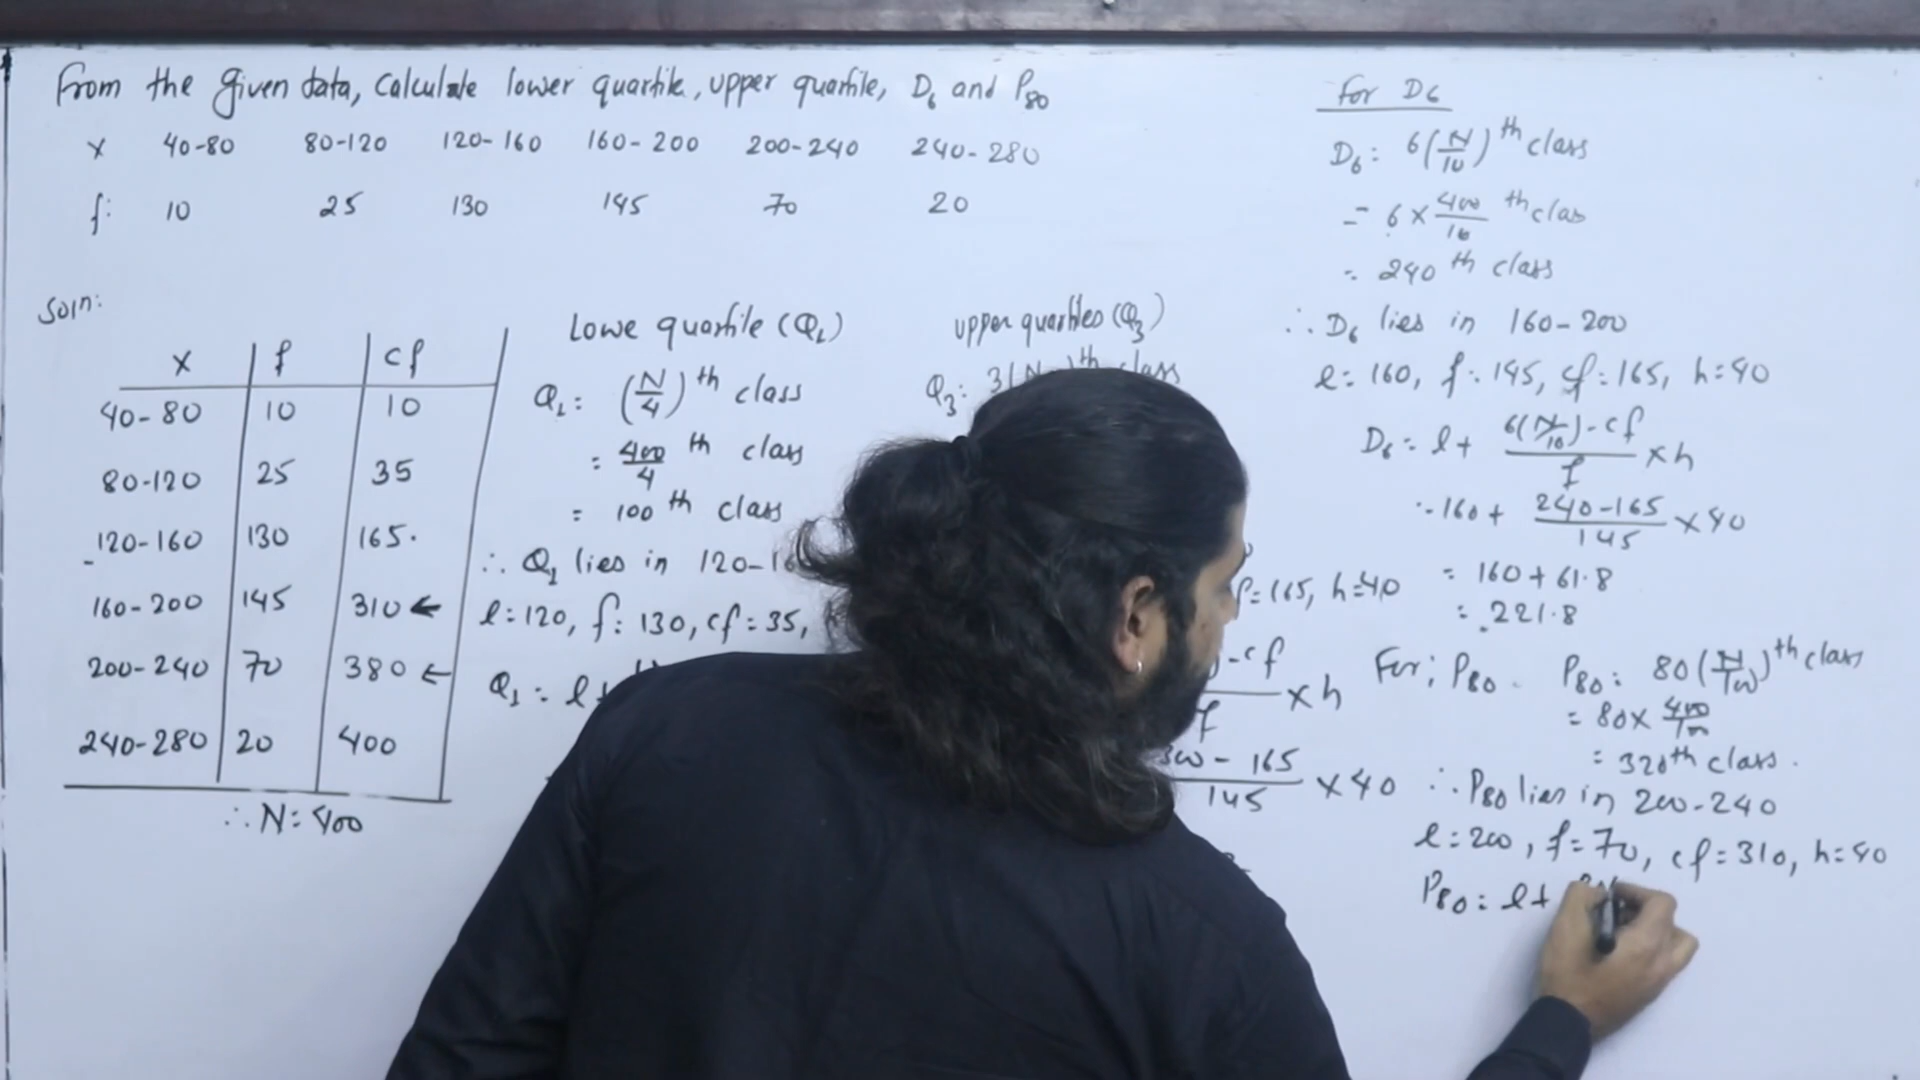 From the given data, calculate lower quartile, upper quartile, D6 and P80
x 40-80 80-120 120-160 160-200 200-240 240-280
f: 10 25 130 145 70 20
Soln:
x f cf
40-80 10 10
80-120 25 35
120-160 130 165.
160-200 145 310 ←
200-240 70 380 ←
240-280 20 400
∴ N = 400
Lowe quartile (Q1)
Q1 = (N/4)th class
= 400/4 th class
= 100th class
∴ Q1 lies in 120-16
l = 120, f = 130, cf = 35,
Q1 = l+
upper quartiles (Q3)
Q3: 3(N th class
f = 165, h = 40
- cf
f × h
300 - 165
145 × 40
For D6
D6 = 6(N/10)th class
= 6 × 400/10 th clas
= 240th class
∴ D6 lies in 160-200
l = 160, f = 145, cf = 165, h = 40
D6 = l + 6(N/10) - cf / f × h
= 160 + 240-165 / 145 × 40
= 160 + 61.8
= 221.8
For; P80 P80 = 80(N/100)th class
= 80 × 400/100
= 320th class.
∴ P80 lies in 200-240
l = 200, f = 70, cf = 310, h = 40
P80 = l +